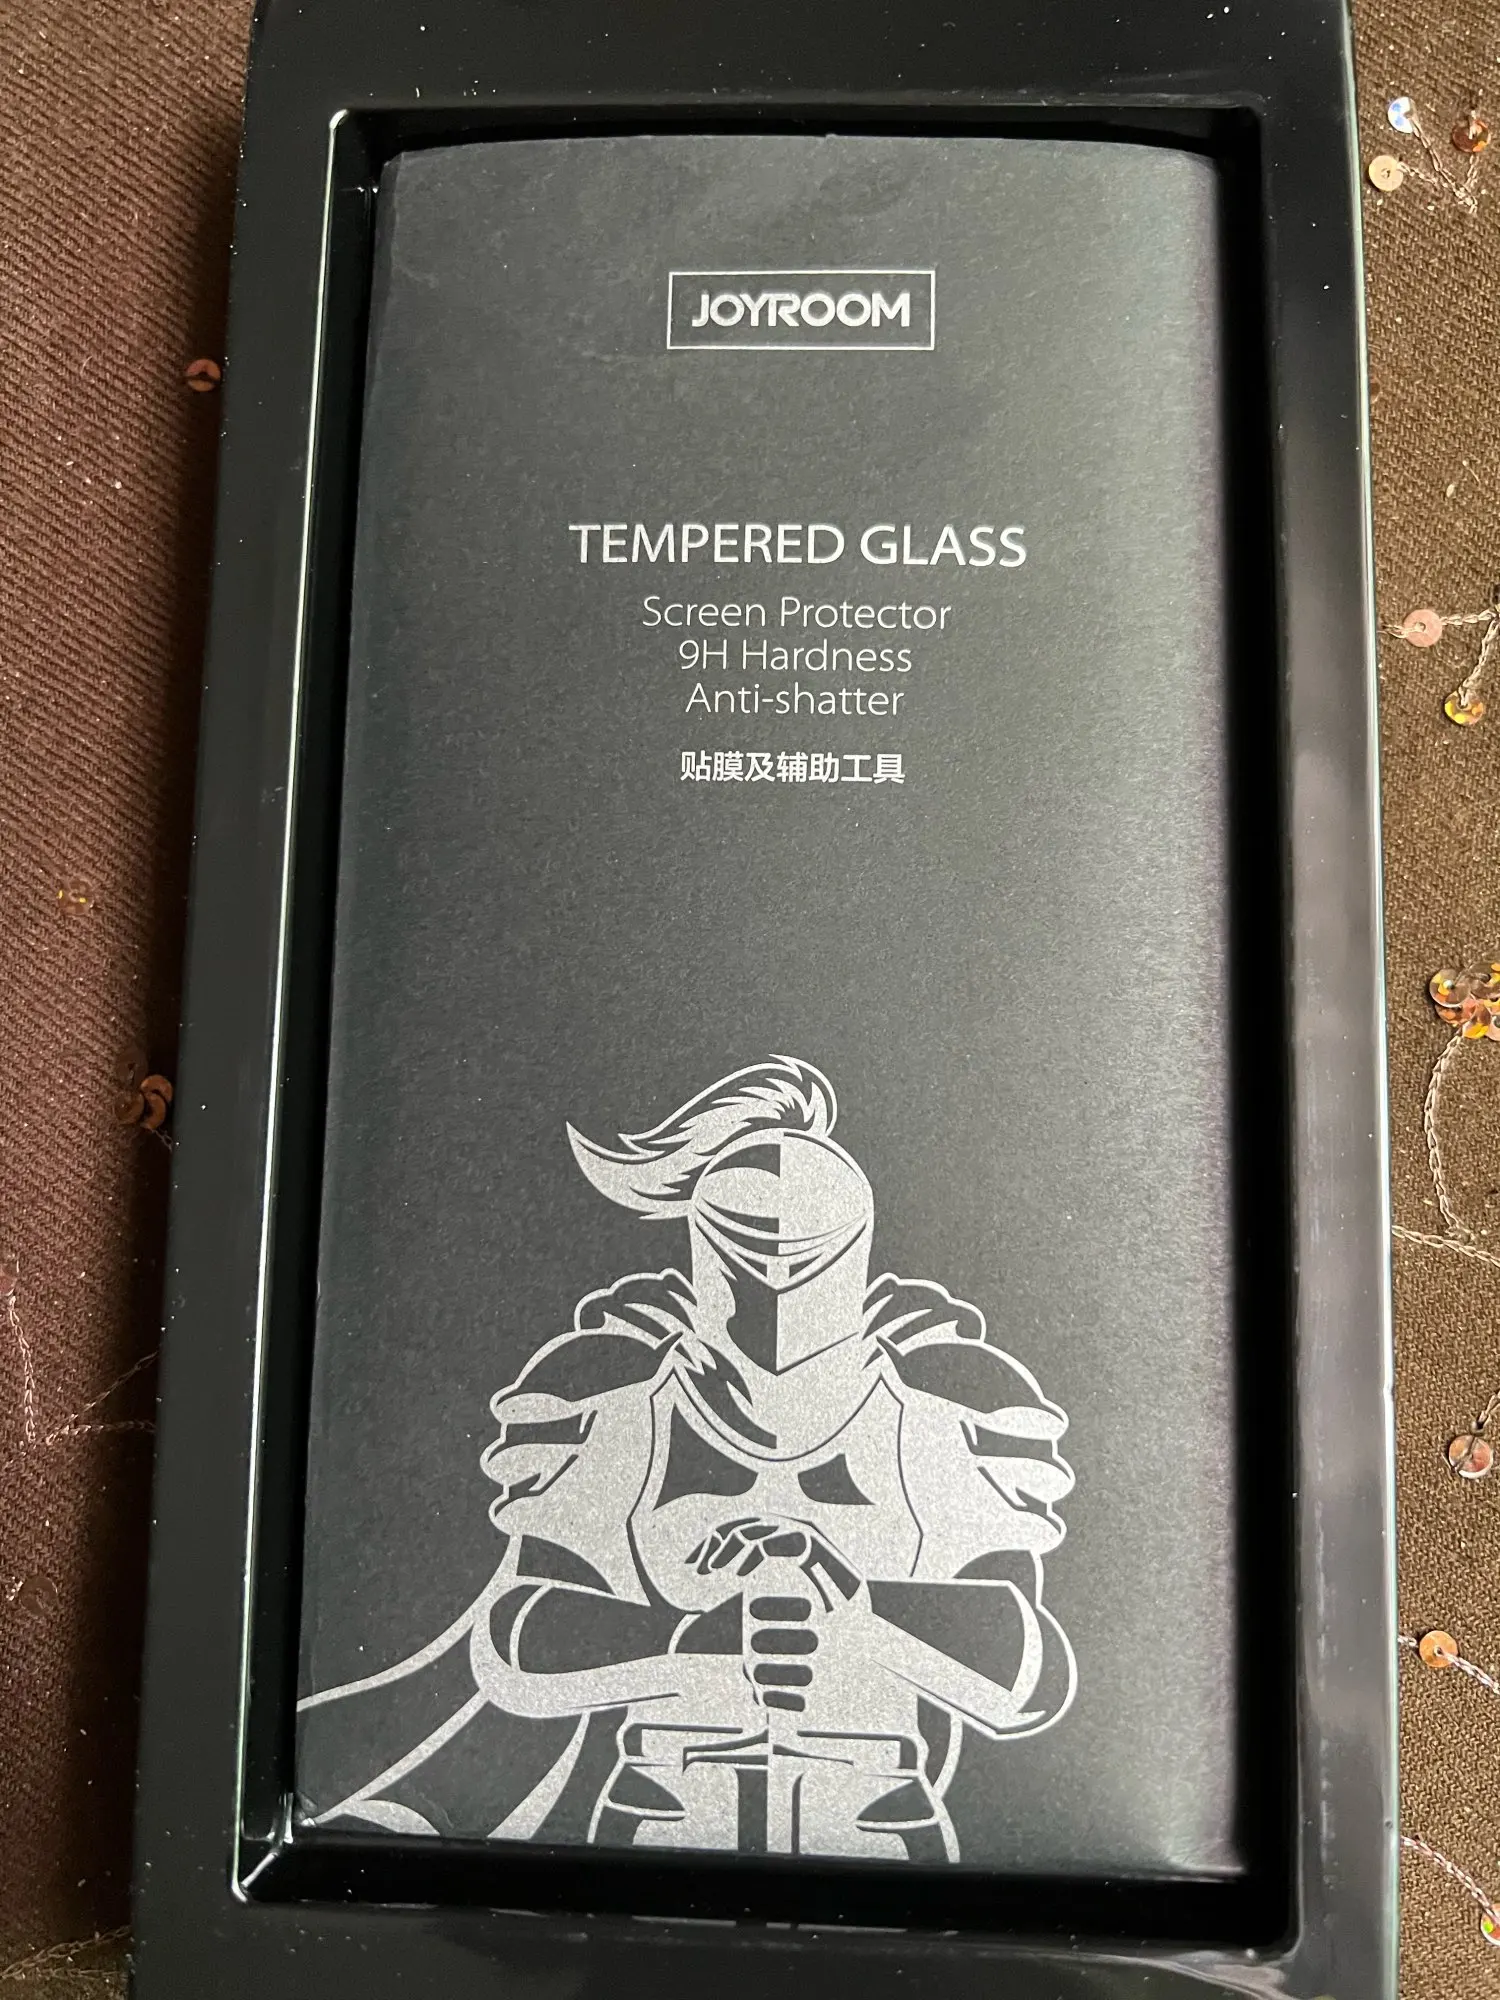 JOYROOM
TEMPERED GLASS
Screen Protector
9H Hardness
Anti-shatter
贴膜及辅助工具